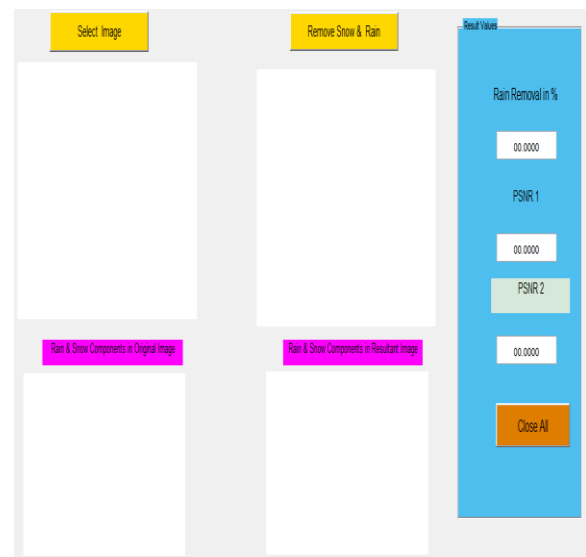 Select Image
Remove Snow & Rain
Rain & Snow Components in Original Image
Rain & Snow Components in Resultant Image
Result Values
Rain Removal in %
00.0000
PSNR 1
00.0000
PSNR 2
00.0000
Close All